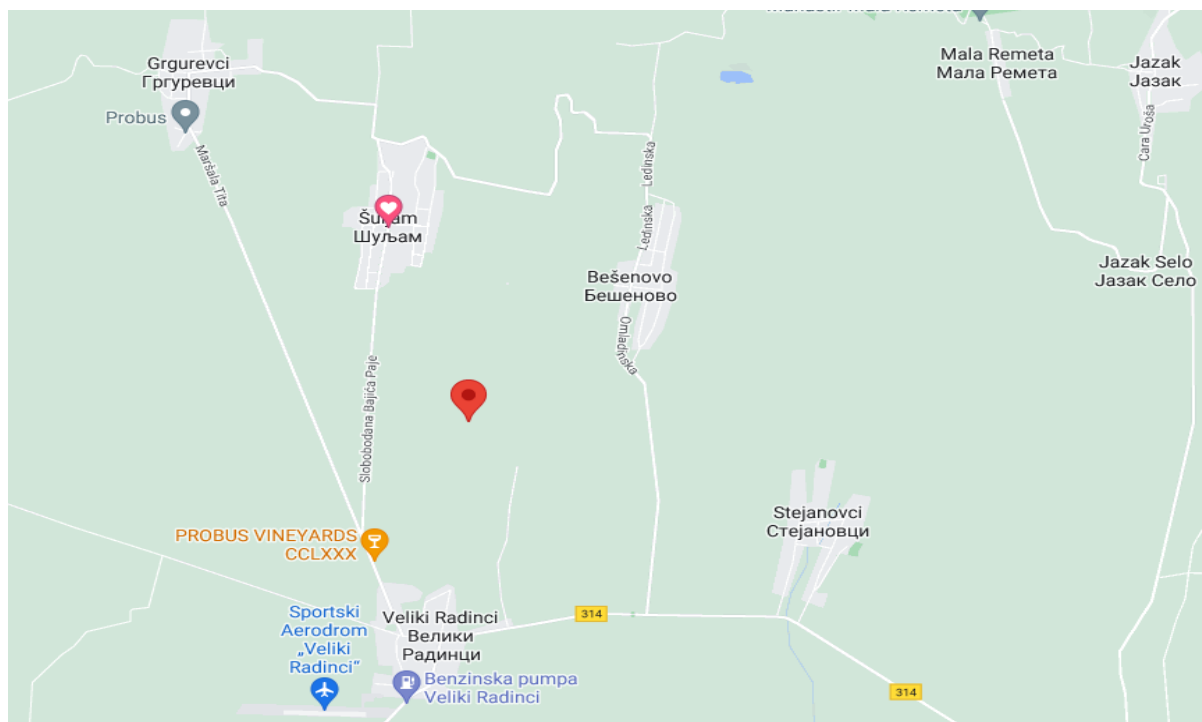 Mala Remeta
Мала Ремета
Jazak
Јазак
Grgurevci
Гргуревци
Probus
Maršala Tita
Cara Uroša
Ledinska
Ledinska
Шуљам
Bešenovo
Бешеново
Jazak Selo
Јазак Село
Omladinska
Slobobodana Bajića Paje
Stejanovci
Стејановци
PROBUS VINEYARDS
CCLXXX
314
Sportski
Aerodrom
„Veliki
Radinci“
Veliki Radinci
Велики
Радинци
Benzinska pumpa
Veliki Radinci
314